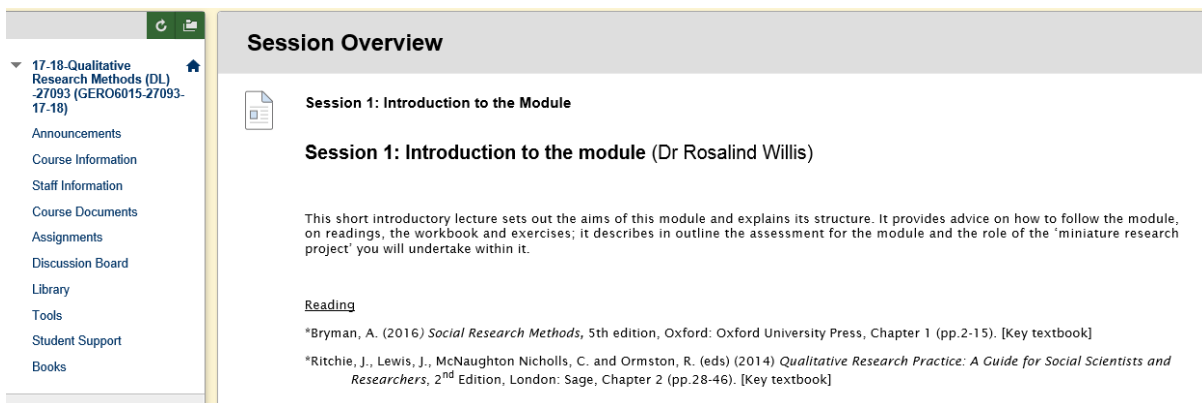 17-18-Qualitative
Research Methods (DL)
-27093 (GERO6015-27093-
17-18)
Announcements
Course Information
Staff Information
Course Documents
Assignments
Discussion Board
Library
Tools
Student Support
Books
Session Overview
Session 1: Introduction to the Module
Session 1: Introduction to the module (Dr Rosalind Willis)
This short introductory lecture sets out the aims of this module and explains its structure. It provides advice on how to follow the module,
on readings, the workbook and exercises; it describes in outline the assessment for the module and the role of the ‘miniature research
project’ you will undertake within it.
Reading
*Bryman, A. (2016) Social Research Methods, 5th edition, Oxford: Oxford University Press, Chapter 1 (pp.2-15). [Key textbook]
*Ritchie, J., Lewis, J., McNaughton Nicholls, C. and Ormston, R. (eds) (2014) Qualitative Research Practice: A Guide for Social Scientists and
Researchers, 2nd Edition, London: Sage, Chapter 2 (pp.28-46). [Key textbook]